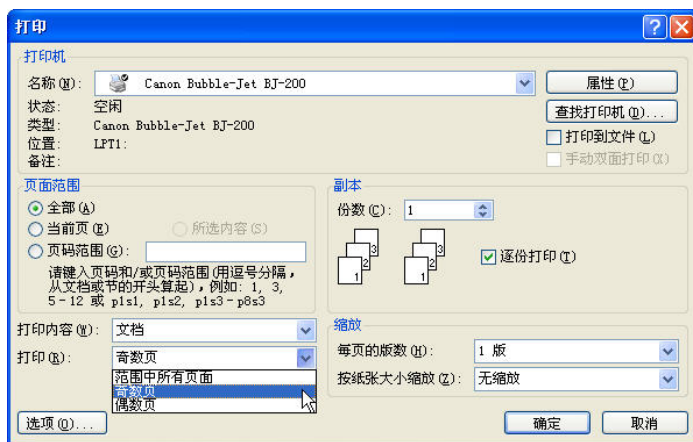 打印
打印机
名称(N):
Canon Bubble-Jet BJ-200
属性(P)
状态:
空闲
查找打印机(D)...
类型:
Canon Bubble-Jet BJ-200
打印到文件(L)
位置:
LPT1:
手动双面打印(X)
备注:
页面范围
全部(A)
当前页(E)
所选内容(S)
页码范围(G):
请键入页码和/或页码范围(用逗号分隔,
从文档或节的开头算起),例如: 1, 3,
5-12 或 p1s1, p1s2, p1s3-p8s3
副本
份数(C):
1
3
2
1
3
2
1
逐份打印(T)
打印内容(W):
文档
打印(R):
奇数页
范围中所有页面
奇数页
偶数页
缩放
每页的版数(H):
1 版
按纸张大小缩放(Z):
无缩放
选项(O)...
确定
取消